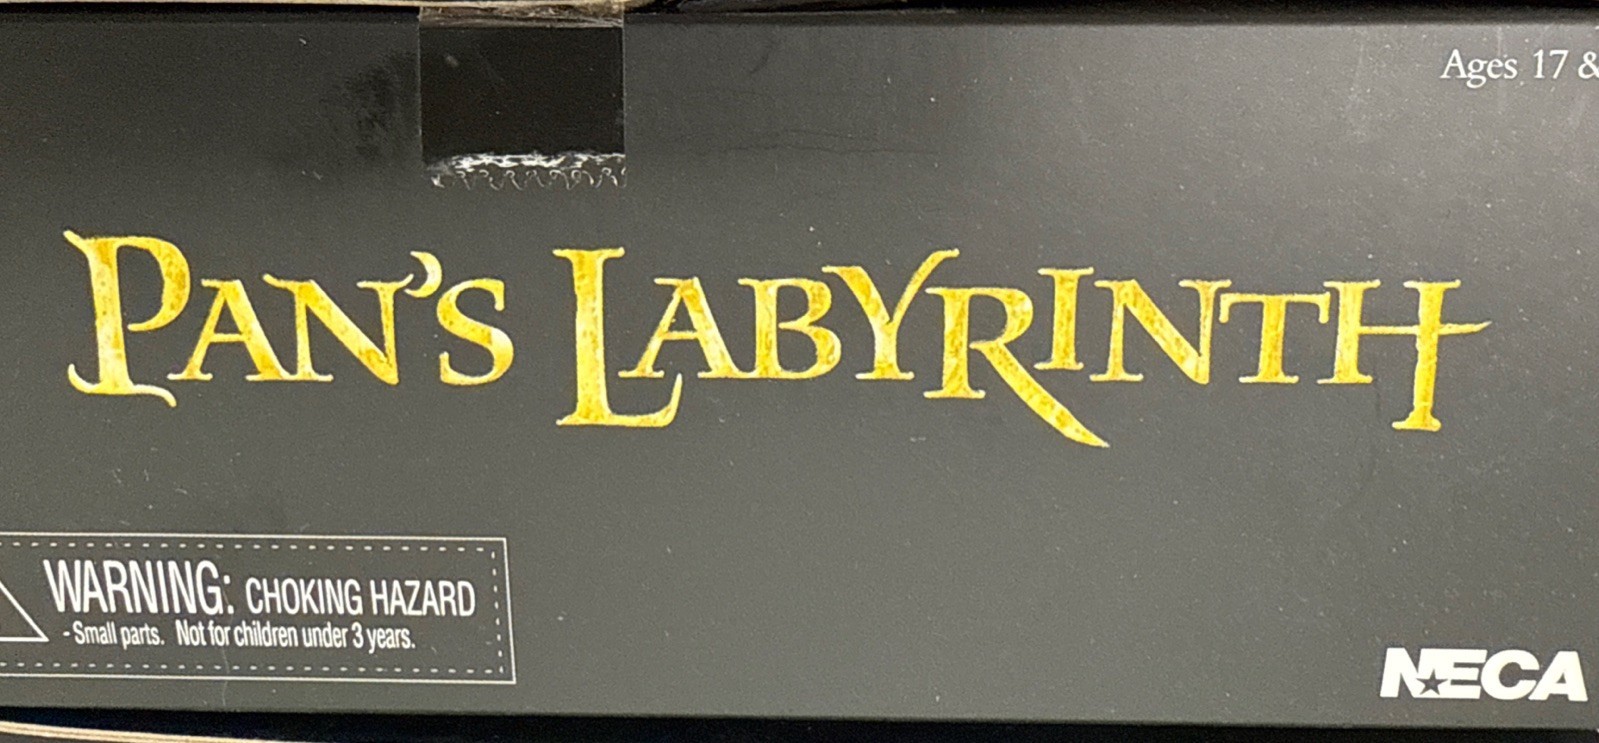 Ages 17 &
PAN'S LABYRINTH
WARNING: CHOKING HAZARD
- Small parts. Not for children under 3 years.
NECA